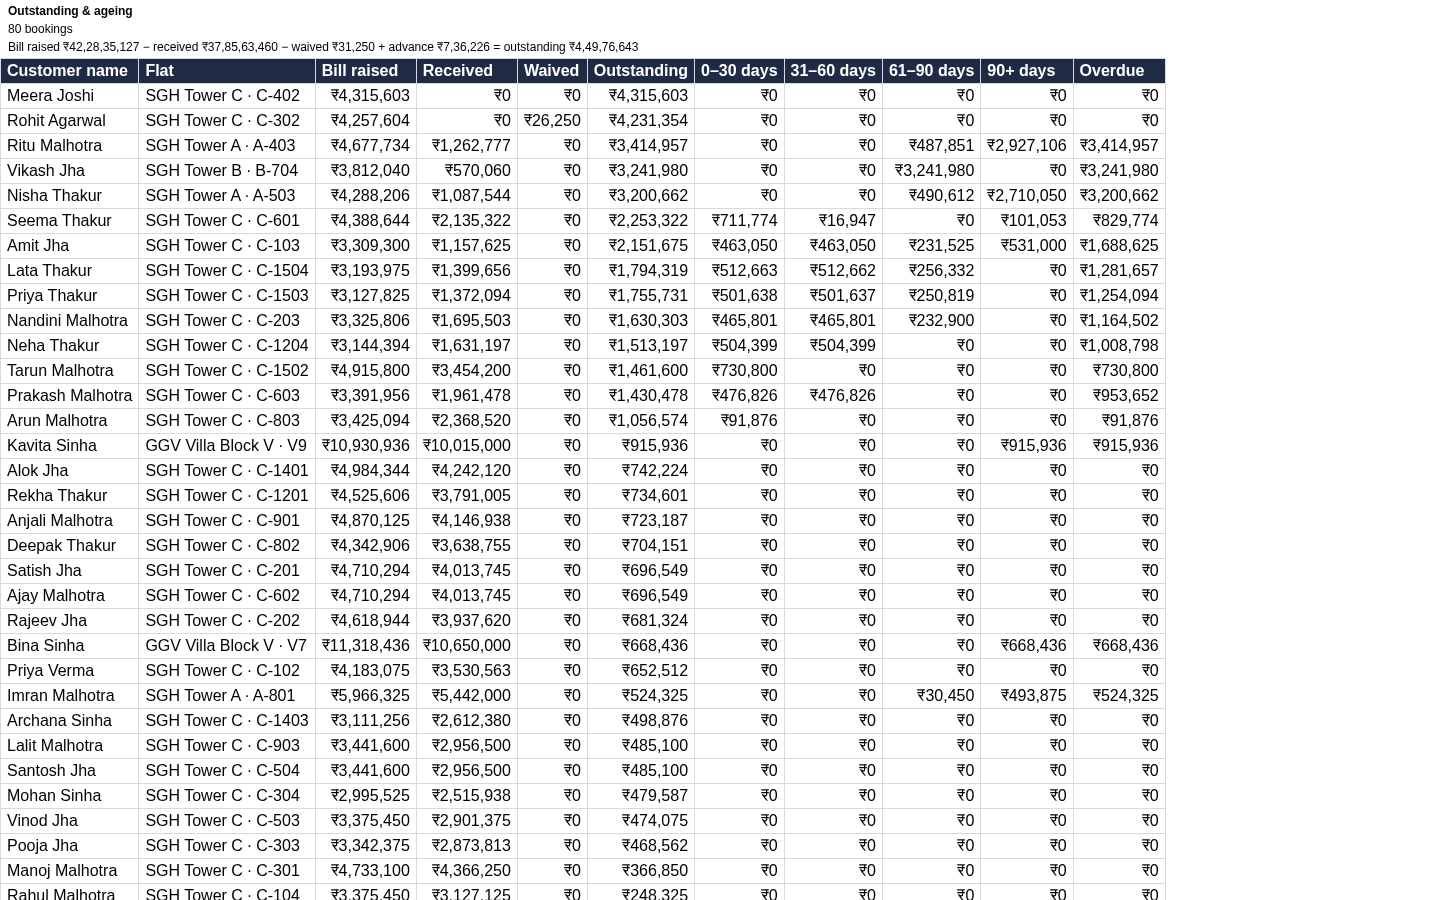 Outstanding & ageing
80 bookings
Bill raised ₹42,28,35,127 − received ₹37,85,63,460 − waived ₹31,250 + advance ₹7,36,226 = outstanding ₹4,49,76,643
Customer name Flat Bill raised Received Waived Outstanding 0–30 days 31–60 days 61–90 days 90+ days Overdue
Meera Joshi SGH Tower C · C-402 ₹4,315,603 ₹0 ₹0 ₹4,315,603 ₹0 ₹0 ₹0 ₹0 ₹0
Rohit Agarwal SGH Tower C · C-302 ₹4,257,604 ₹0 ₹26,250 ₹4,231,354 ₹0 ₹0 ₹0 ₹0 ₹0
Ritu Malhotra SGH Tower A · A-403 ₹4,677,734 ₹1,262,777 ₹0 ₹3,414,957 ₹0 ₹0 ₹487,851 ₹2,927,106 ₹3,414,957
Vikash Jha SGH Tower B · B-704 ₹3,812,040 ₹570,060 ₹0 ₹3,241,980 ₹0 ₹0 ₹3,241,980 ₹0 ₹3,241,980
Nisha Thakur SGH Tower A · A-503 ₹4,288,206 ₹1,087,544 ₹0 ₹3,200,662 ₹0 ₹0 ₹490,612 ₹2,710,050 ₹3,200,662
Seema Thakur SGH Tower C · C-601 ₹4,388,644 ₹2,135,322 ₹0 ₹2,253,322 ₹711,774 ₹16,947 ₹0 ₹101,053 ₹829,774
Amit Jha SGH Tower C · C-103 ₹3,309,300 ₹1,157,625 ₹0 ₹2,151,675 ₹463,050 ₹463,050 ₹231,525 ₹531,000 ₹1,688,625
Lata Thakur SGH Tower C · C-1504 ₹3,193,975 ₹1,399,656 ₹0 ₹1,794,319 ₹512,663 ₹512,662 ₹256,332 ₹0 ₹1,281,657
Priya Thakur SGH Tower C · C-1503 ₹3,127,825 ₹1,372,094 ₹0 ₹1,755,731 ₹501,638 ₹501,637 ₹250,819 ₹0 ₹1,254,094
Nandini Malhotra SGH Tower C · C-203 ₹3,325,806 ₹1,695,503 ₹0 ₹1,630,303 ₹465,801 ₹465,801 ₹232,900 ₹0 ₹1,164,502
Neha Thakur SGH Tower C · C-1204 ₹3,144,394 ₹1,631,197 ₹0 ₹1,513,197 ₹504,399 ₹504,399 ₹0 ₹0 ₹1,008,798
Tarun Malhotra SGH Tower C · C-1502 ₹4,915,800 ₹3,454,200 ₹0 ₹1,461,600 ₹730,800 ₹0 ₹0 ₹0 ₹730,800
Prakash Malhotra SGH Tower C · C-603 ₹3,391,956 ₹1,961,478 ₹0 ₹1,430,478 ₹476,826 ₹476,826 ₹0 ₹0 ₹953,652
Arun Malhotra SGH Tower C · C-803 ₹3,425,094 ₹2,368,520 ₹0 ₹1,056,574 ₹91,876 ₹0 ₹0 ₹0 ₹91,876
Kavita Sinha GGV Villa Block V · V9 ₹10,930,936 ₹10,015,000 ₹0 ₹915,936 ₹0 ₹0 ₹0 ₹915,936 ₹915,936
Alok Jha SGH Tower C · C-1401 ₹4,984,344 ₹4,242,120 ₹0 ₹742,224 ₹0 ₹0 ₹0 ₹0 ₹0
Rekha Thakur SGH Tower C · C-1201 ₹4,525,606 ₹3,791,005 ₹0 ₹734,601 ₹0 ₹0 ₹0 ₹0 ₹0
Anjali Malhotra SGH Tower C · C-901 ₹4,870,125 ₹4,146,938 ₹0 ₹723,187 ₹0 ₹0 ₹0 ₹0 ₹0
Deepak Thakur SGH Tower C · C-802 ₹4,342,906 ₹3,638,755 ₹0 ₹704,151 ₹0 ₹0 ₹0 ₹0 ₹0
Satish Jha SGH Tower C · C-201 ₹4,710,294 ₹4,013,745 ₹0 ₹696,549 ₹0 ₹0 ₹0 ₹0 ₹0
Ajay Malhotra SGH Tower C · C-602 ₹4,710,294 ₹4,013,745 ₹0 ₹696,549 ₹0 ₹0 ₹0 ₹0 ₹0
Rajeev Jha SGH Tower C · C-202 ₹4,618,944 ₹3,937,620 ₹0 ₹681,324 ₹0 ₹0 ₹0 ₹0 ₹0
Bina Sinha GGV Villa Block V · V7 ₹11,318,436 ₹10,650,000 ₹0 ₹668,436 ₹0 ₹0 ₹0 ₹668,436 ₹668,436
Priya Verma SGH Tower C · C-102 ₹4,183,075 ₹3,530,563 ₹0 ₹652,512 ₹0 ₹0 ₹0 ₹0 ₹0
Imran Malhotra SGH Tower A · A-801 ₹5,966,325 ₹5,442,000 ₹0 ₹524,325 ₹0 ₹0 ₹30,450 ₹493,875 ₹524,325
Archana Sinha SGH Tower C · C-1403 ₹3,111,256 ₹2,612,380 ₹0 ₹498,876 ₹0 ₹0 ₹0 ₹0 ₹0
Lalit Malhotra SGH Tower C · C-903 ₹3,441,600 ₹2,956,500 ₹0 ₹485,100 ₹0 ₹0 ₹0 ₹0 ₹0
Santosh Jha SGH Tower C · C-504 ₹3,441,600 ₹2,956,500 ₹0 ₹485,100 ₹0 ₹0 ₹0 ₹0 ₹0
Mohan Sinha SGH Tower C · C-304 ₹2,995,525 ₹2,515,938 ₹0 ₹479,587 ₹0 ₹0 ₹0 ₹0 ₹0
Vinod Jha SGH Tower C · C-503 ₹3,375,450 ₹2,901,375 ₹0 ₹474,075 ₹0 ₹0 ₹0 ₹0 ₹0
Pooja Jha SGH Tower C · C-303 ₹3,342,375 ₹2,873,813 ₹0 ₹468,562 ₹0 ₹0 ₹0 ₹0 ₹0
Manoj Malhotra SGH Tower C · C-301 ₹4,733,100 ₹4,366,250 ₹0 ₹366,850 ₹0 ₹0 ₹0 ₹0 ₹0
Rahul Malhotra SGH Tower C · C-104 ₹3,375,450 ₹3,127,125 ₹0 ₹248,325 ₹0 ₹0 ₹0 ₹0 ₹0